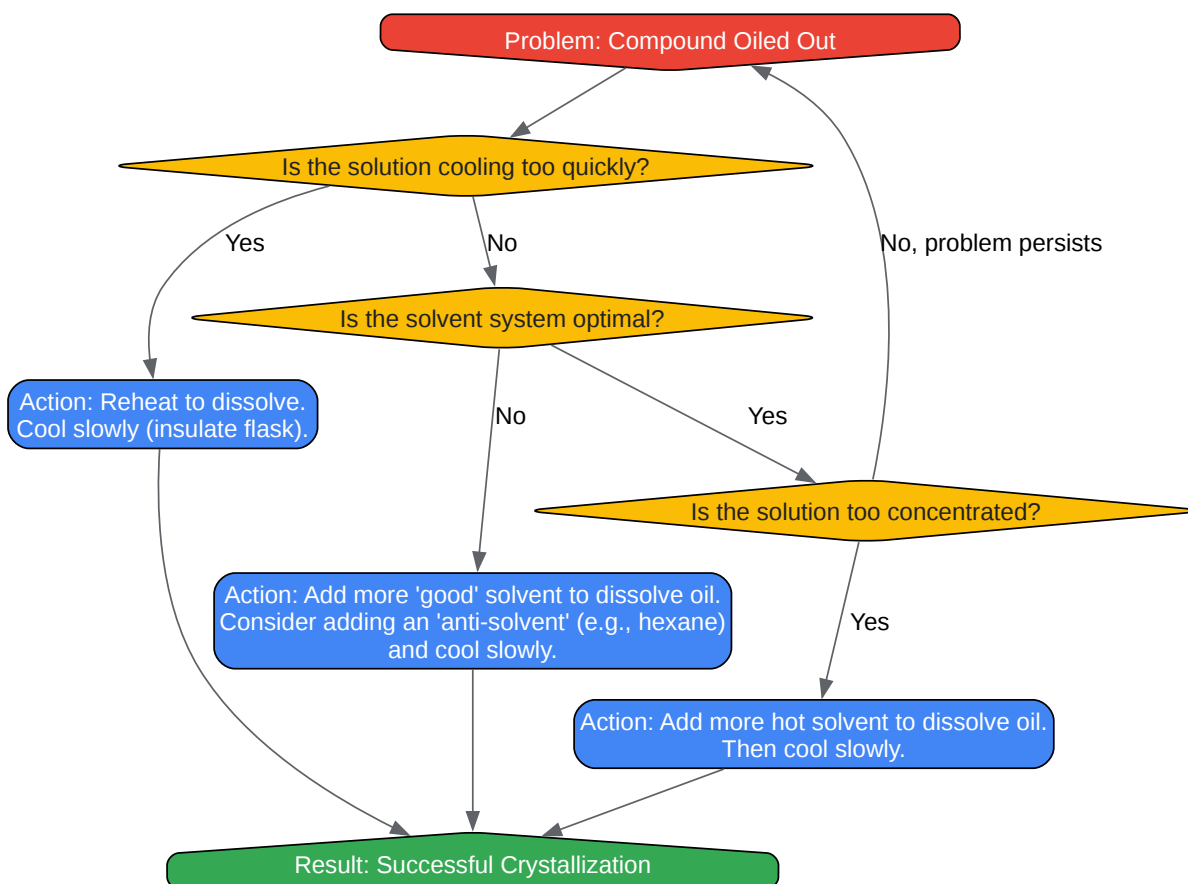 Problem: Compound Oiled Out
Is the solution cooling too quickly?
Yes
No
No, problem persists
Is the solvent system optimal?
Action: Reheat to dissolve.
Cool slowly (insulate flask).
No
Yes
Is the solution too concentrated?
Action: Add more 'good' solvent to dissolve oil.
Consider adding an 'anti-solvent' (e.g., hexane)
and cool slowly.
Yes
Action: Add more hot solvent to dissolve oil.
Then cool slowly.
Result: Successful Crystallization